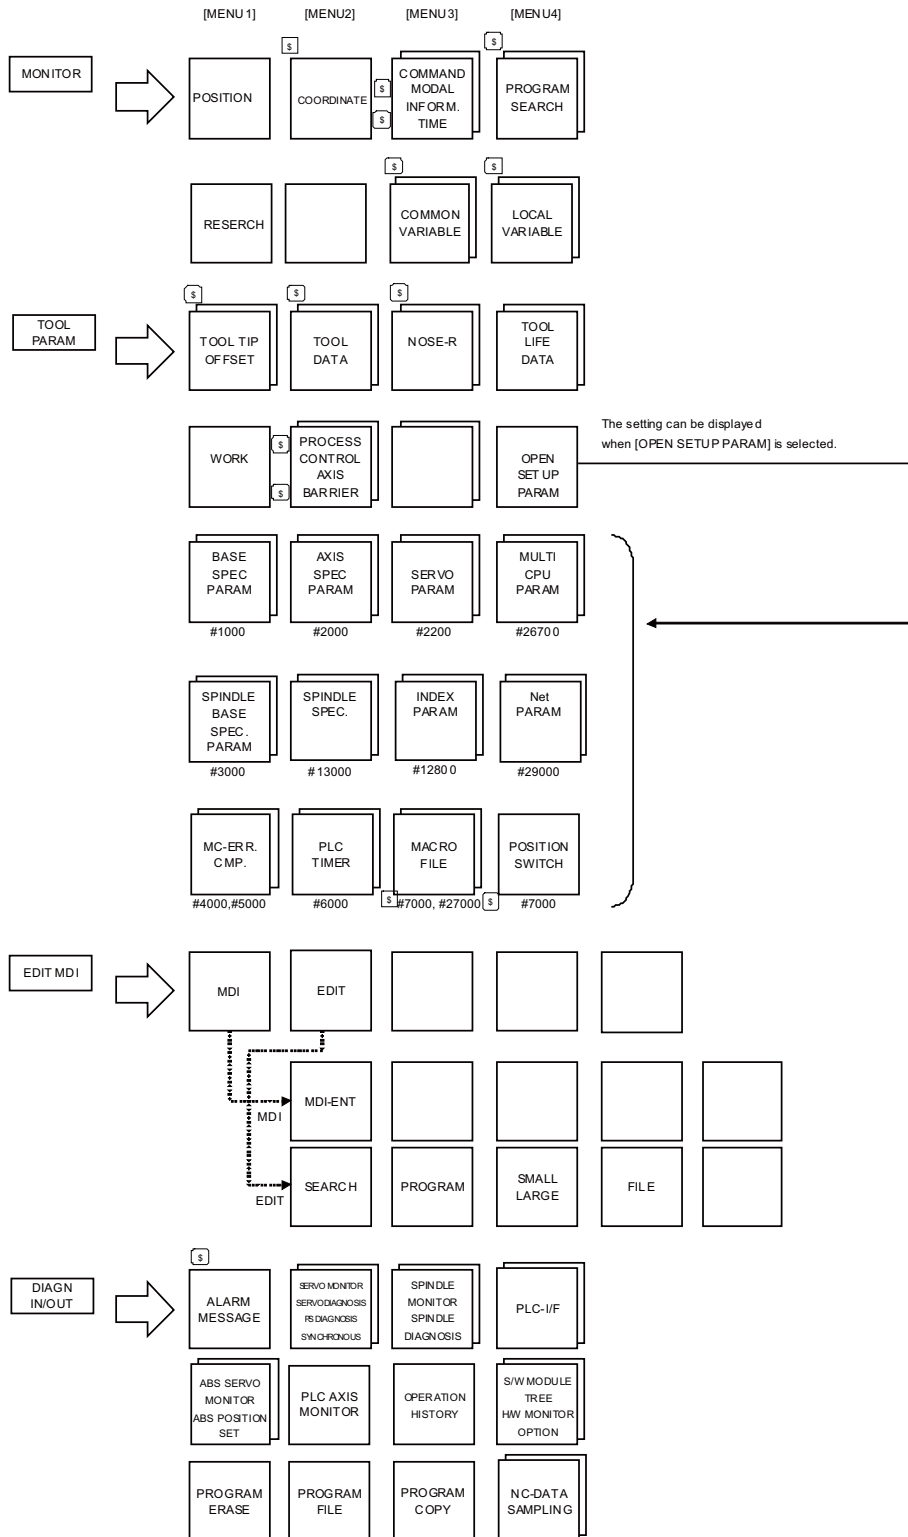 [MENU1] [MENU2] [MENU3] [MENU4]
MONITOR
$
$
$
$
POSITION
COORDINATE
COMMAND
MODAL
INFORM.
TIME
PROGRAM
SEARCH
$
$
RESERCH
COMMON
VARIABLE
LOCAL
VARIABLE
TOOL
PARAM
$
$
$
TOOL TIP
OFFSET
TOOL
DATA
NOSE-R
TOOL
LIFE
DATA
The setting can be displayed
when [OPEN SETUP PARAM] is selected.
WORK
$
$
PROCESS
CONTROL
AXIS
BARRIER
OPEN
SETUP
PARAM
BASE
SPEC
PARAM
#1000
AXIS
SPEC
PARAM
#2000
SERVO
PARAM
#2200
MULTI
CPU
PARAM
#26700
SPINDLE
BASE
SPEC.
PARAM
#3000
SPINDLE
SPEC.
#13000
INDEX
PARAM
#12800
Net
PARAM
#29000
MC-ERR.
CMP.
#4000,#5000
PLC
TIMER
#6000
MACRO
FILE
$
#7000, #27000
POSITION
SWITCH
$
#7000
EDIT MDI
MDI
EDIT
MDI
MDI-ENT
EDIT
SEARCH
PROGRAM
SMALL
LARGE
FILE
DIAGN
IN/OUT
$
ALARM
MESSAGE
SERVO MONITOR
SERVO DIAGNOSIS
PS DIAGNOSIS
SYNCHRONOUS
SPINDLE
MONITOR
SPINDLE
DIAGNOSIS
PLC-I/F
ABS SERVO
MONITOR
ABS POSITION
SET
PLC AXIS
MONITOR
OPERATION
HISTORY
S/W MODULE
TREE
H/W MONITOR
OPTION
PROGRAM
ERASE
PROGRAM
FILE
PROGRAM
COPY
NC-DATA
SAMPLING